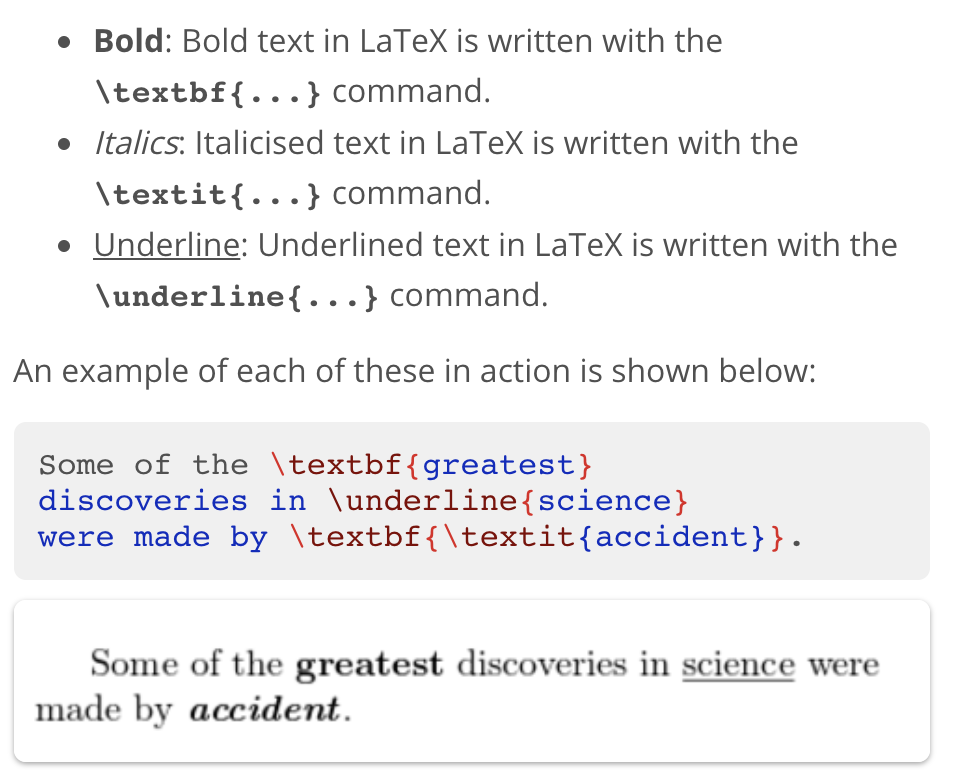 • Bold: Bold text in LaTeX is written with the
\textbf{...} command.
• Italics: Italicised text in LaTeX is written with the
\textit{...} command.
• Underline: Underlined text in LaTeX is written with the
\underline{...} command.
An example of each of these in action is shown below:
Some of the \textbf{greatest}
discoveries in \underline{science}
were made by \textbf{\textit{accident}}.
Some of the greatest discoveries in science were
made by accident.